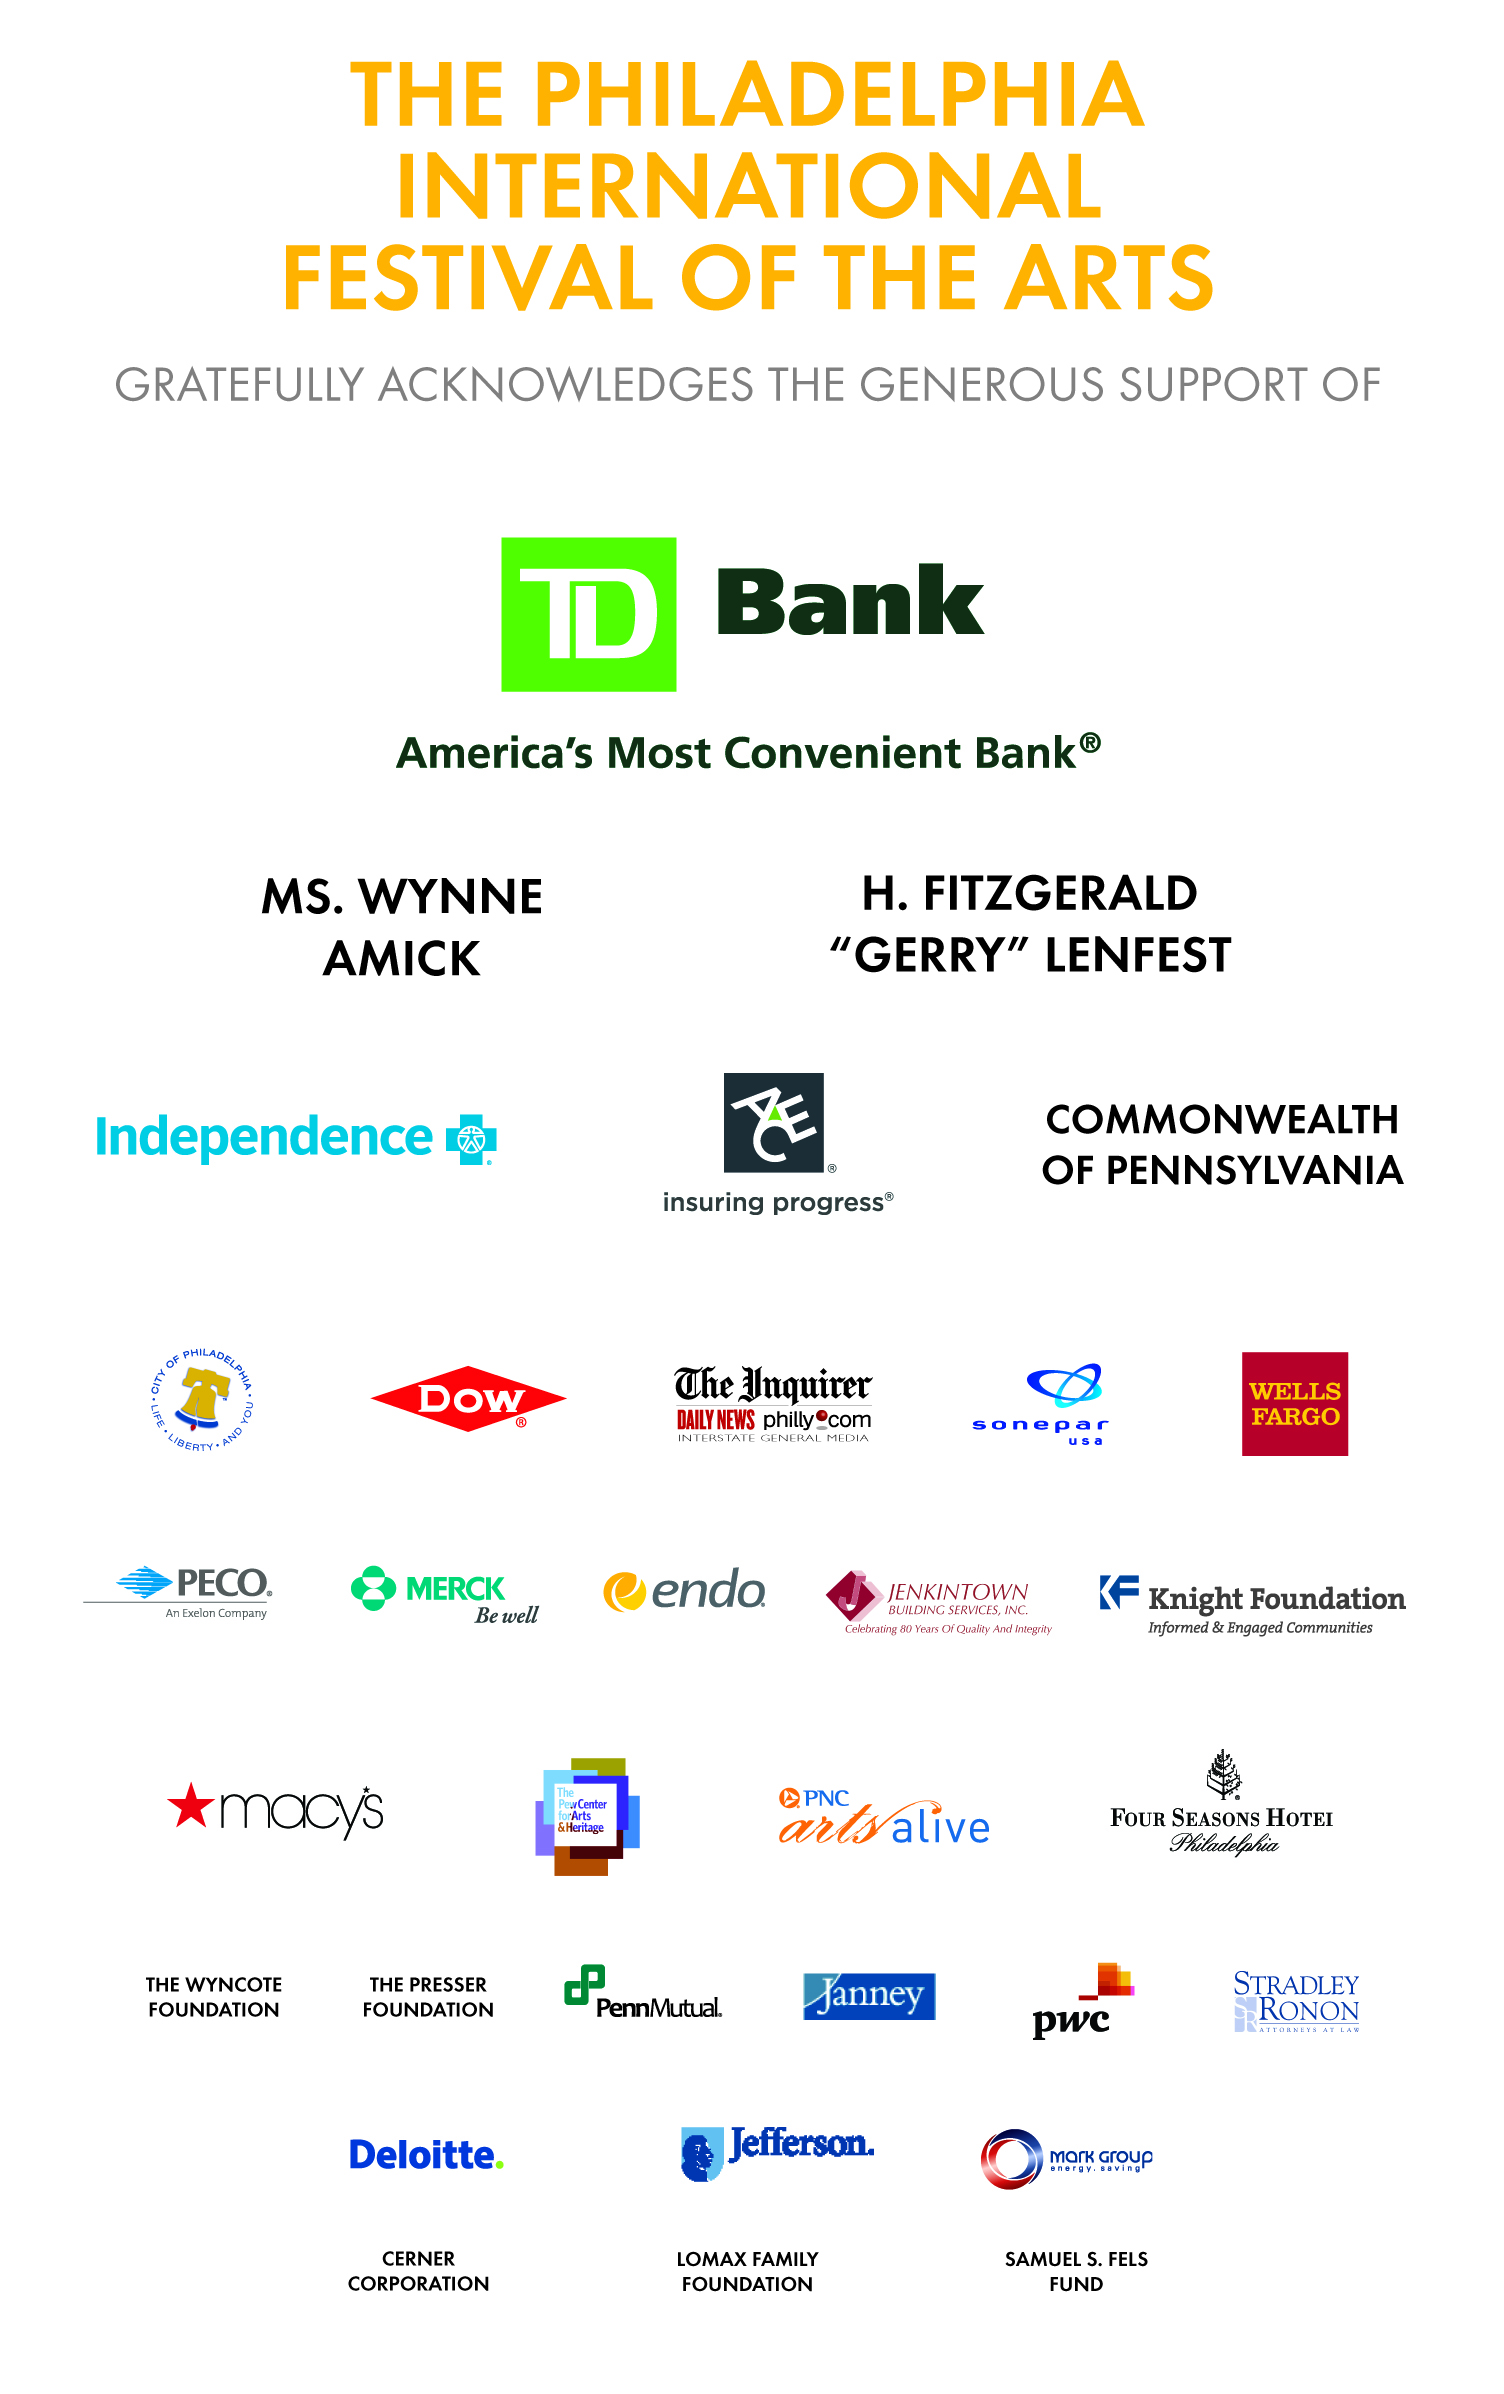 THE PHILADELPHIA
INTERNATIONAL
FESTIVAL OF THE ARTS
GRATEFULLY ACKNOWLEDGES THE GENEROUS SUPPORT OF
TD Bank
America's Most Convenient Bank®
MS. WYNNE
AMICK
H. FITZGERALD
“GERRY” LENFEST
Independence ®
ACE ®
insuring progress®
COMMONWEALTH
OF PENNSYLVANIA
CITY OF PHILADELPHIA
• LIFE • LIBERTY • AND YOU •
DOW ®
The Inquirer
DAILY NEWS philly.com
INTERSTATE GENERAL MEDIA
sonepar
usa
WELLS
FARGO
PECO®
An Exelon Company
MERCK
Be well
endo®
J JENKINTOWN
BUILDING SERVICES, INC.
Celebrating 80 Years Of Quality And Integrity
KF Knight Foundation
Informed & Engaged Communities
macy's
The
Pew Center
for Arts
& Heritage
PNC
arts alive
FOUR SEASONS HOTEl
Philadelphia
THE WYNCOTE
FOUNDATION
THE PRESSER
FOUNDATION
PennMutual®
Janney
pwc
STRADLEY
SR RONON
ATTORNEYS AT LAW
Deloitte.
Jefferson.
mark group
energy. saving
CERNER
CORPORATION
LOMAX FAMILY
FOUNDATION
SAMUEL S. FELS
FUND